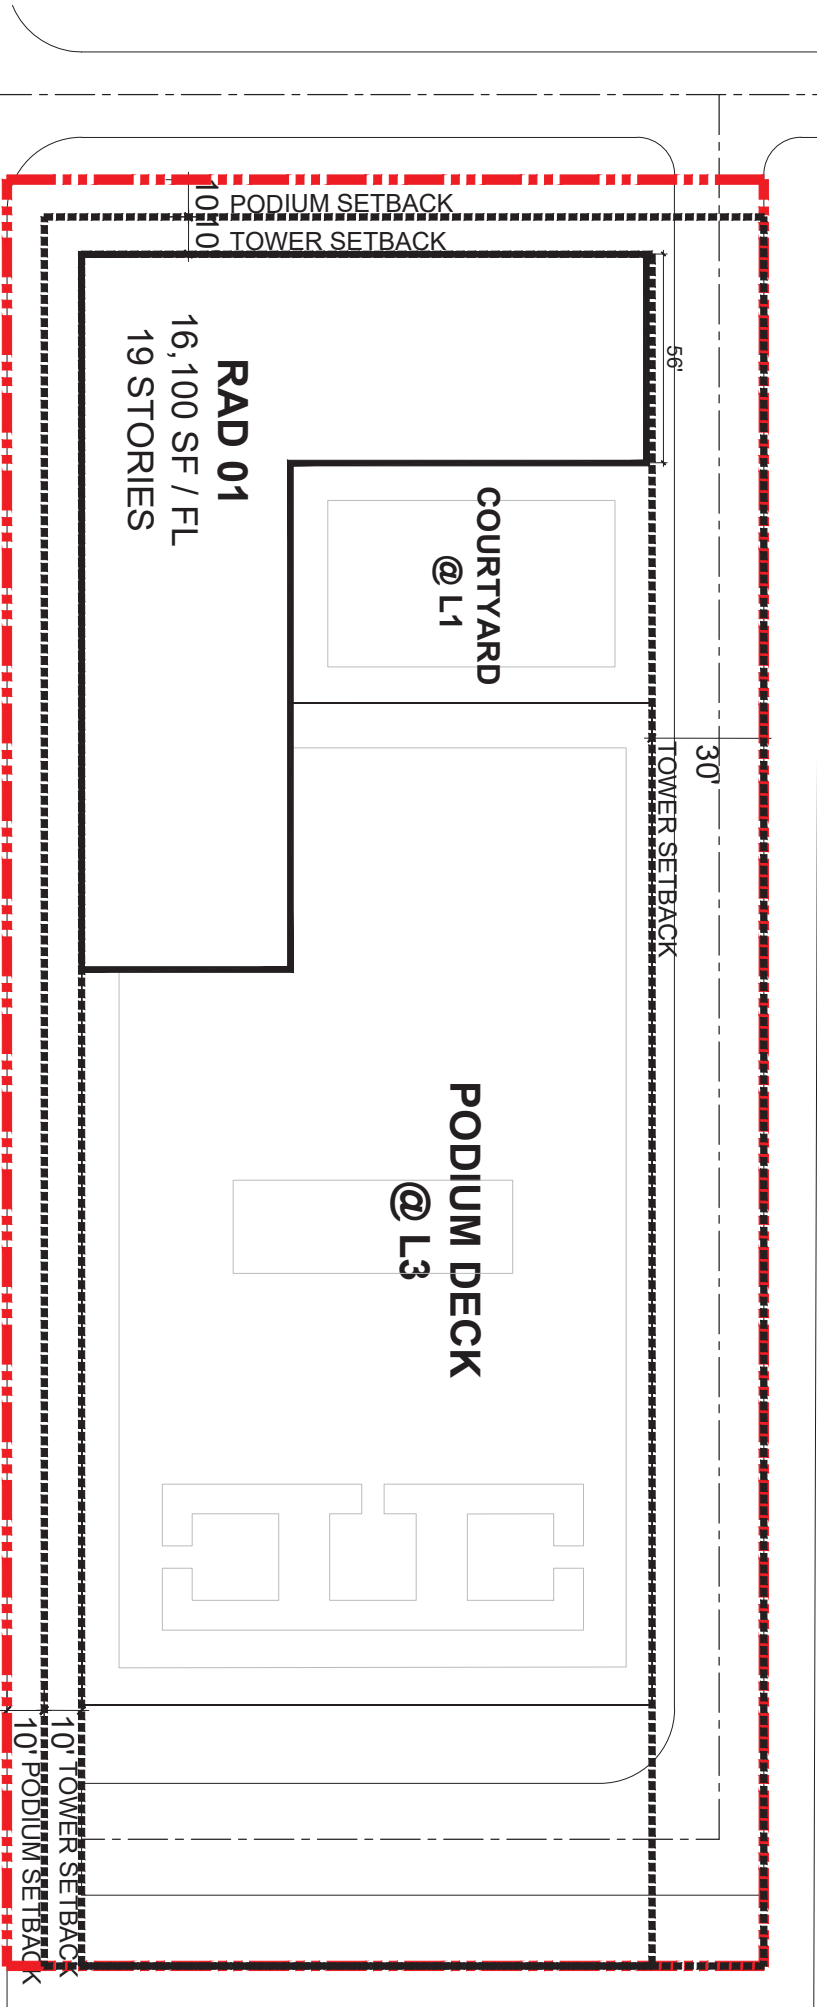 10'
PODIUM SETBACK
10'
TOWER SETBACK
56'
RAD 01
16,100 SF / FL
19 STORIES
COURTYARD
@ L1
30'
TOWER SETBACK
PODIUM DECK
@ L3
10' TOWER SETBACK
10' PODIUM SETBACK